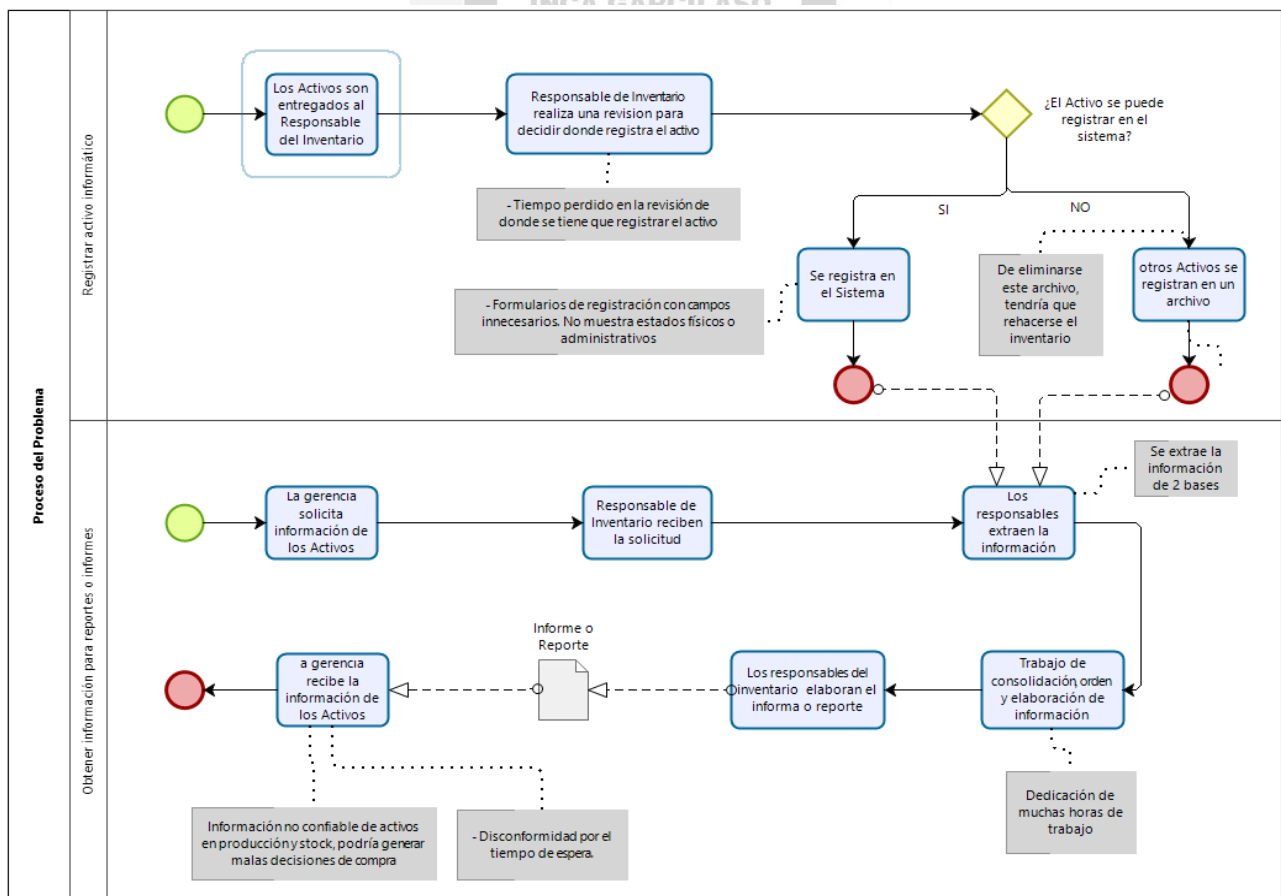 INCA GARCILASO
Proceso del Problema
Registrar activo informático
Los Activos son
entregados al
Responsable
del Inventario
Responsable de Inventario
realiza una revision para
decidir donde registra el activo
¿El Activo se puede
registrar en el
sistema?
- Tiempo perdido en la revisión de
donde se tiene que registrar el activo
SI
NO
Se registra en
el Sistema
De eliminarse
este archivo,
tendría que
rehacerse el
inventario
otros Activos se
registran en un
archivo
- Formularios de registración con campos
innecesarios. No muestra estados físicos o
administrativos
Obtener información para reportes o informes
La gerencia
solicita
información de
los Activos
Responsable de
Inventario reciben
la solicitud
Los
responsables
extraen la
información
Se extrae la
información
de 2 bases
Informe o
Reporte
a gerencia
recibe la
información de
los Activos
Los responsables del
inventario elaboran el
informa o reporte
Trabajo de
consolidación, orden
y elaboración de
información
Información no confiable de activos
en producción y stock, podría generar
malas decisiones de compra
- Disconformidad por el
tiempo de espera.
Dedicación de
muchas horas de
trabajo